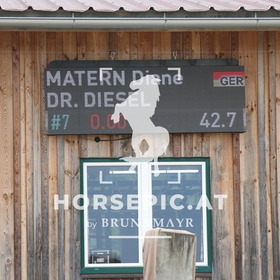 MATERN Diane
GER
DR. DIESEL
#7 0.00 42.7
HORSEPIC.AT
by BRUNO MAYR